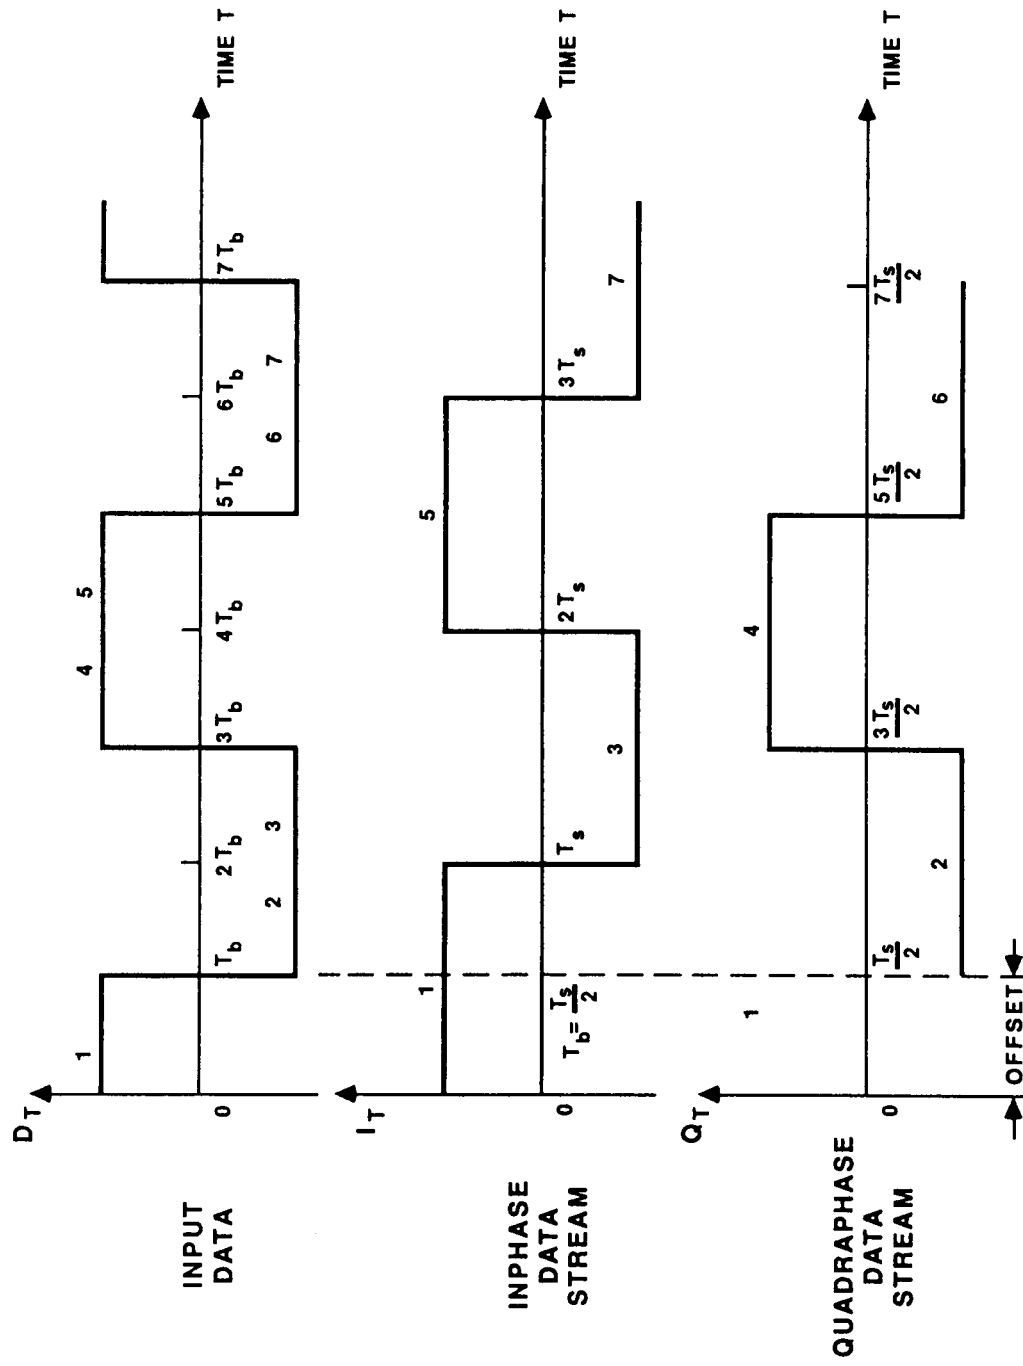 INPUT
DATA
D_T
1
0
T_b
2
2T_b
3
3T_b
4
4T_b
5
5T_b
6
6T_b
7
7T_b
TIME T
INPHASE
DATA
STREAM
I_T
0
1
T_b = T_s/2
T_s
3
2T_s
5
3T_s
7
TIME T
QUADRAPHASE
DATA
STREAM
Q_T
0
1
T_s/2
2
3T_s/2
4
5T_s/2
6
7T_s/2
TIME T
OFFSET